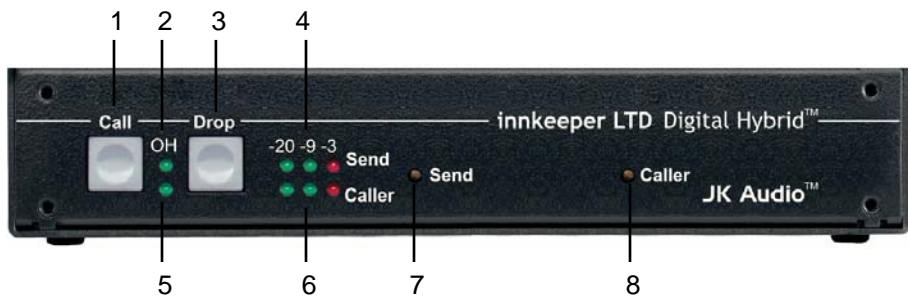 1 2 3 4
Call OH Drop
innkeeper LTD Digital Hybrid™
-20 -9 -3
Send
Caller
Send
Caller
JK Audio™
5 6 7 8